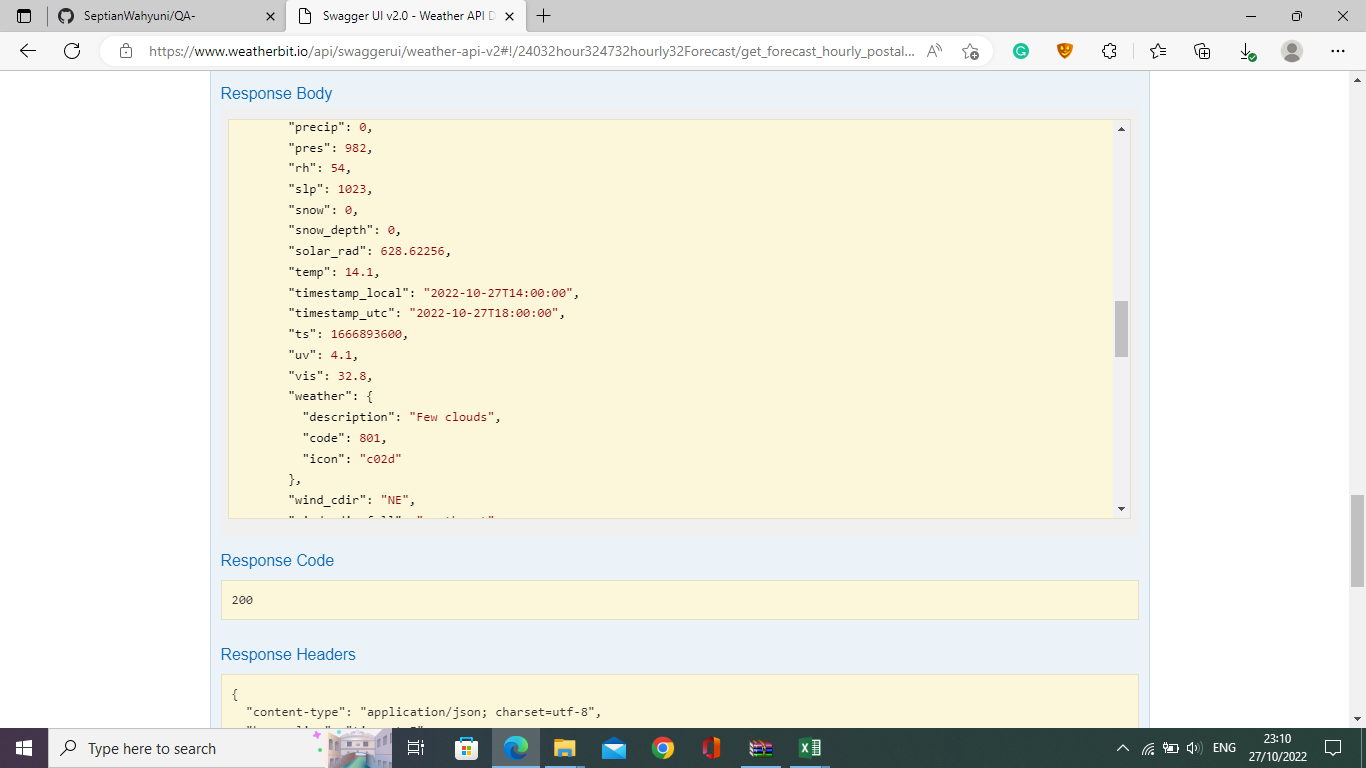 SeptianWahyuni/QA-
Swagger UI v2.0 - Weather API D
https://www.weatherbit.io/api/swaggerui/weather-api-v2#!/24032hour324732hourly32Forecast/get_forecast_hourly_postal...
Response Body
"precip": 0,
"pres": 982,
"rh": 54,
"slp": 1023,
"snow": 0,
"snow_depth": 0,
"solar_rad": 628.62256,
"temp": 14.1,
"timestamp_local": "2022-10-27T14:00:00",
"timestamp_utc": "2022-10-27T18:00:00",
"ts": 1666893600,
"uv": 4.1,
"vis": 32.8,
"weather": {
"description": "Few clouds",
"code": 801,
"icon": "c02d"
},
"wind_cdir": "NE",
Response Code
200
Response Headers
{
"content-type": "application/json; charset=utf-8",
Type here to search
ENG
23:10
27/10/2022